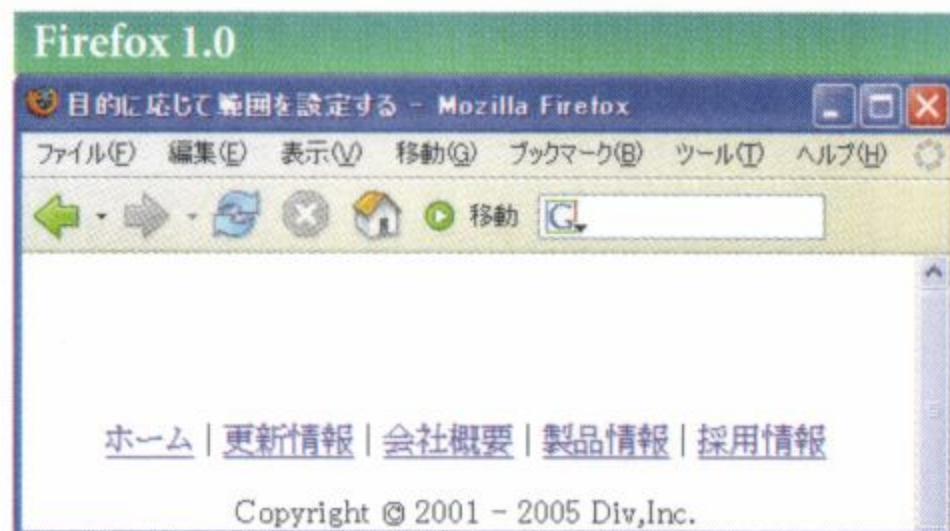 Firefox 1.0
目的に応じて範囲を設定する - Mozilla Firefox
ファイル(F) 編集(E) 表示(V) 移動(G) ブックマーク(B) ツール(T) ヘルプ(H)
移動 G
ホーム | 更新情報 | 会社概要 | 製品情報 | 採用情報
Copyright © 2001 - 2005 Div,Inc.